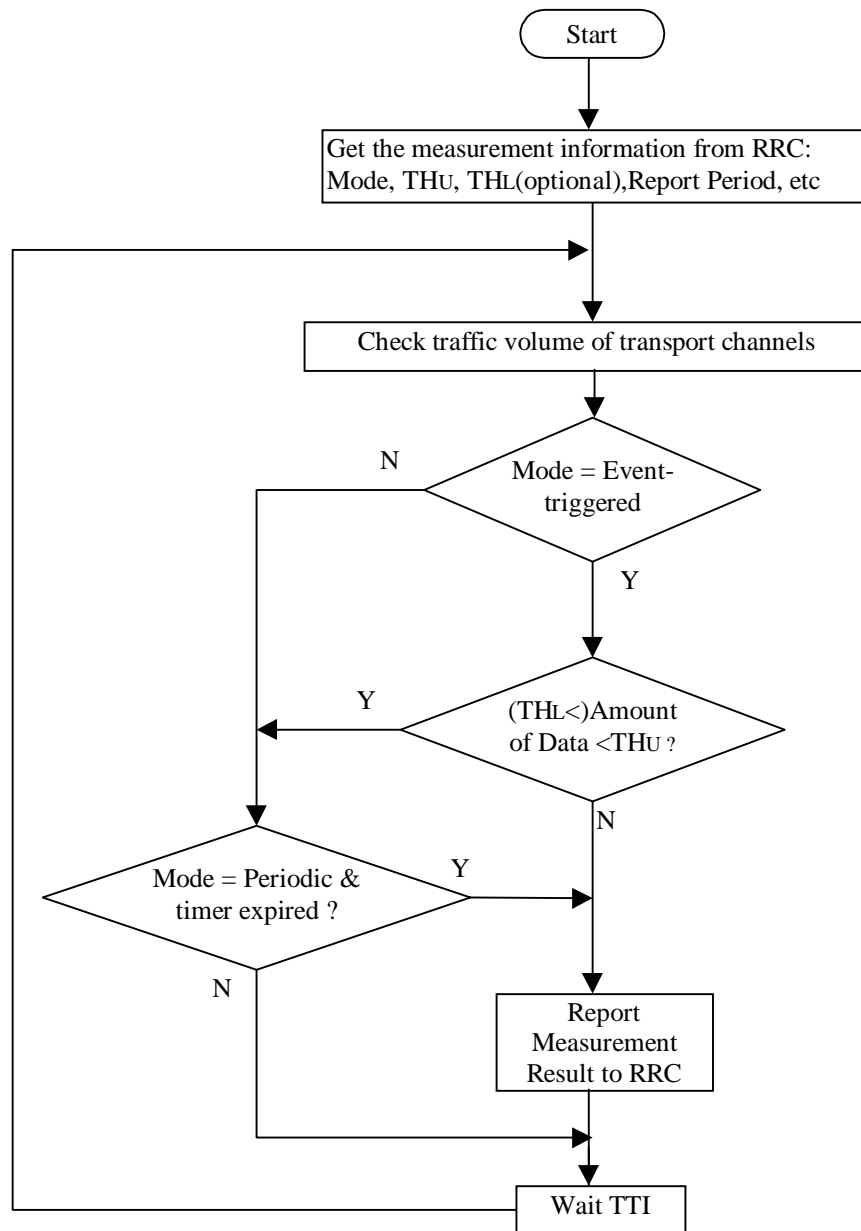 Start
Get the measurement information from RRC:
Mode, THU, THL(optional),Report Period, etc
Check traffic volume of transport channels
N
Mode = Event-
triggered
Y
Y
(THL<)Amount
of Data <THU ?
N
Mode = Periodic &
timer expired ?
Y
N
Report
Measurement
Result to RRC
Wait TTI